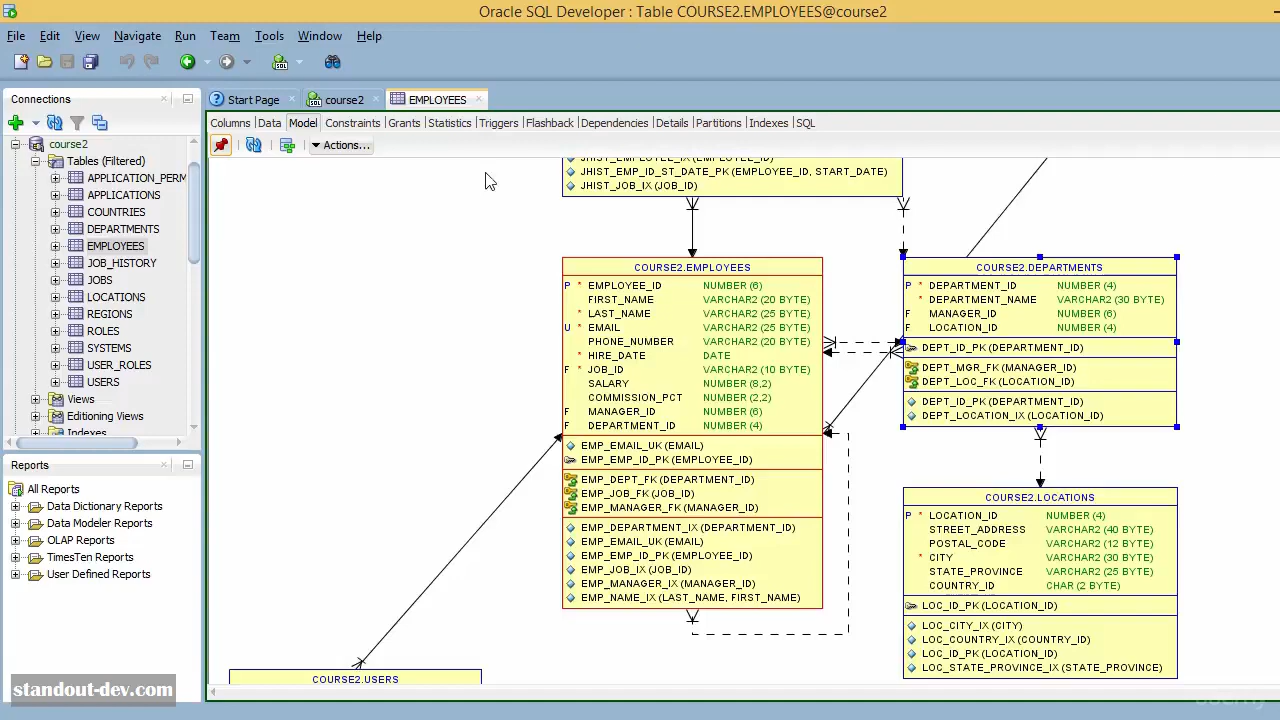 Oracle SQL Developer : Table COURSE2.EMPLOYEES@course2
File Edit View Navigate Run Team Tools Window Help
Connections
Start Page course2 EMPLOYEES
Columns Data Model Constraints Grants Statistics Triggers Flashback Dependencies Details Partitions Indexes SQL
Actions...
course2
Tables (Filtered)
APPLICATION_PERM
APPLICATIONS
COUNTRIES
DEPARTMENTS
EMPLOYEES
JOB_HISTORY
JOBS
LOCATIONS
REGIONS
ROLES
SYSTEMS
USER_ROLES
USERS
Views
Editioning Views
Indexes
Reports
All Reports
Data Dictionary Reports
Data Modeler Reports
OLAP Reports
TimesTen Reports
User Defined Reports
JHIST_EMPLOYEE_IX (EMPLOYEE_ID)
JHIST_EMP_ID_ST_DATE_PK (EMPLOYEE_ID, START_DATE)
JHIST_JOB_IX (JOB_ID)
COURSE2.EMPLOYEES
P * EMPLOYEE_ID NUMBER (6)
FIRST_NAME VARCHAR2 (20 BYTE)
* LAST_NAME VARCHAR2 (25 BYTE)
U * EMAIL VARCHAR2 (25 BYTE)
PHONE_NUMBER VARCHAR2 (20 BYTE)
* HIRE_DATE DATE
F * JOB_ID VARCHAR2 (10 BYTE)
SALARY NUMBER (8,2)
COMMISSION_PCT NUMBER (2,2)
F MANAGER_ID NUMBER (6)
F DEPARTMENT_ID NUMBER (4)
EMP_EMAIL_UK (EMAIL)
EMP_EMP_ID_PK (EMPLOYEE_ID)
EMP_DEPT_FK (DEPARTMENT_ID)
EMP_JOB_FK (JOB_ID)
EMP_MANAGER_FK (MANAGER_ID)
EMP_DEPARTMENT_IX (DEPARTMENT_ID)
EMP_EMAIL_UK (EMAIL)
EMP_EMP_ID_PK (EMPLOYEE_ID)
EMP_JOB_IX (JOB_ID)
EMP_MANAGER_IX (MANAGER_ID)
EMP_NAME_IX (LAST_NAME, FIRST_NAME)
COURSE2.DEPARTMENTS
P * DEPARTMENT_ID NUMBER (4)
* DEPARTMENT_NAME VARCHAR2 (30 BYTE)
F MANAGER_ID NUMBER (6)
F LOCATION_ID NUMBER (4)
DEPT_ID_PK (DEPARTMENT_ID)
DEPT_MGR_FK (MANAGER_ID)
DEPT_LOC_FK (LOCATION_ID)
DEPT_ID_PK (DEPARTMENT_ID)
DEPT_LOCATION_IX (LOCATION_ID)
COURSE2.LOCATIONS
P * LOCATION_ID NUMBER (4)
STREET_ADDRESS VARCHAR2 (40 BYTE)
POSTAL_CODE VARCHAR2 (12 BYTE)
* CITY VARCHAR2 (30 BYTE)
STATE_PROVINCE VARCHAR2 (25 BYTE)
COUNTRY_ID CHAR (2 BYTE)
LOC_ID_PK (LOCATION_ID)
LOC_CITY_IX (CITY)
LOC_COUNTRY_IX (COUNTRY_ID)
LOC_ID_PK (LOCATION_ID)
LOC_STATE_PROVINCE_IX (STATE_PROVINCE)
COURSE2.USERS
standout-dev.com